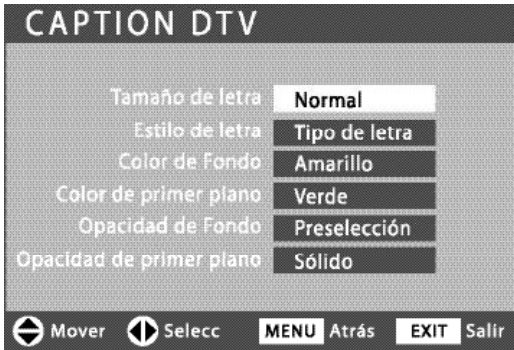 CAPTION DTV
Tamaño de letra Normal
Estilo de letra Tipo de letra
Color de Fondo Amarillo
Color de primer plano Verde
Opacidad de Fondo Preselección
Opacidad de primer plano Sólido
Mover Selecc MENU Atrás EXIT Salir